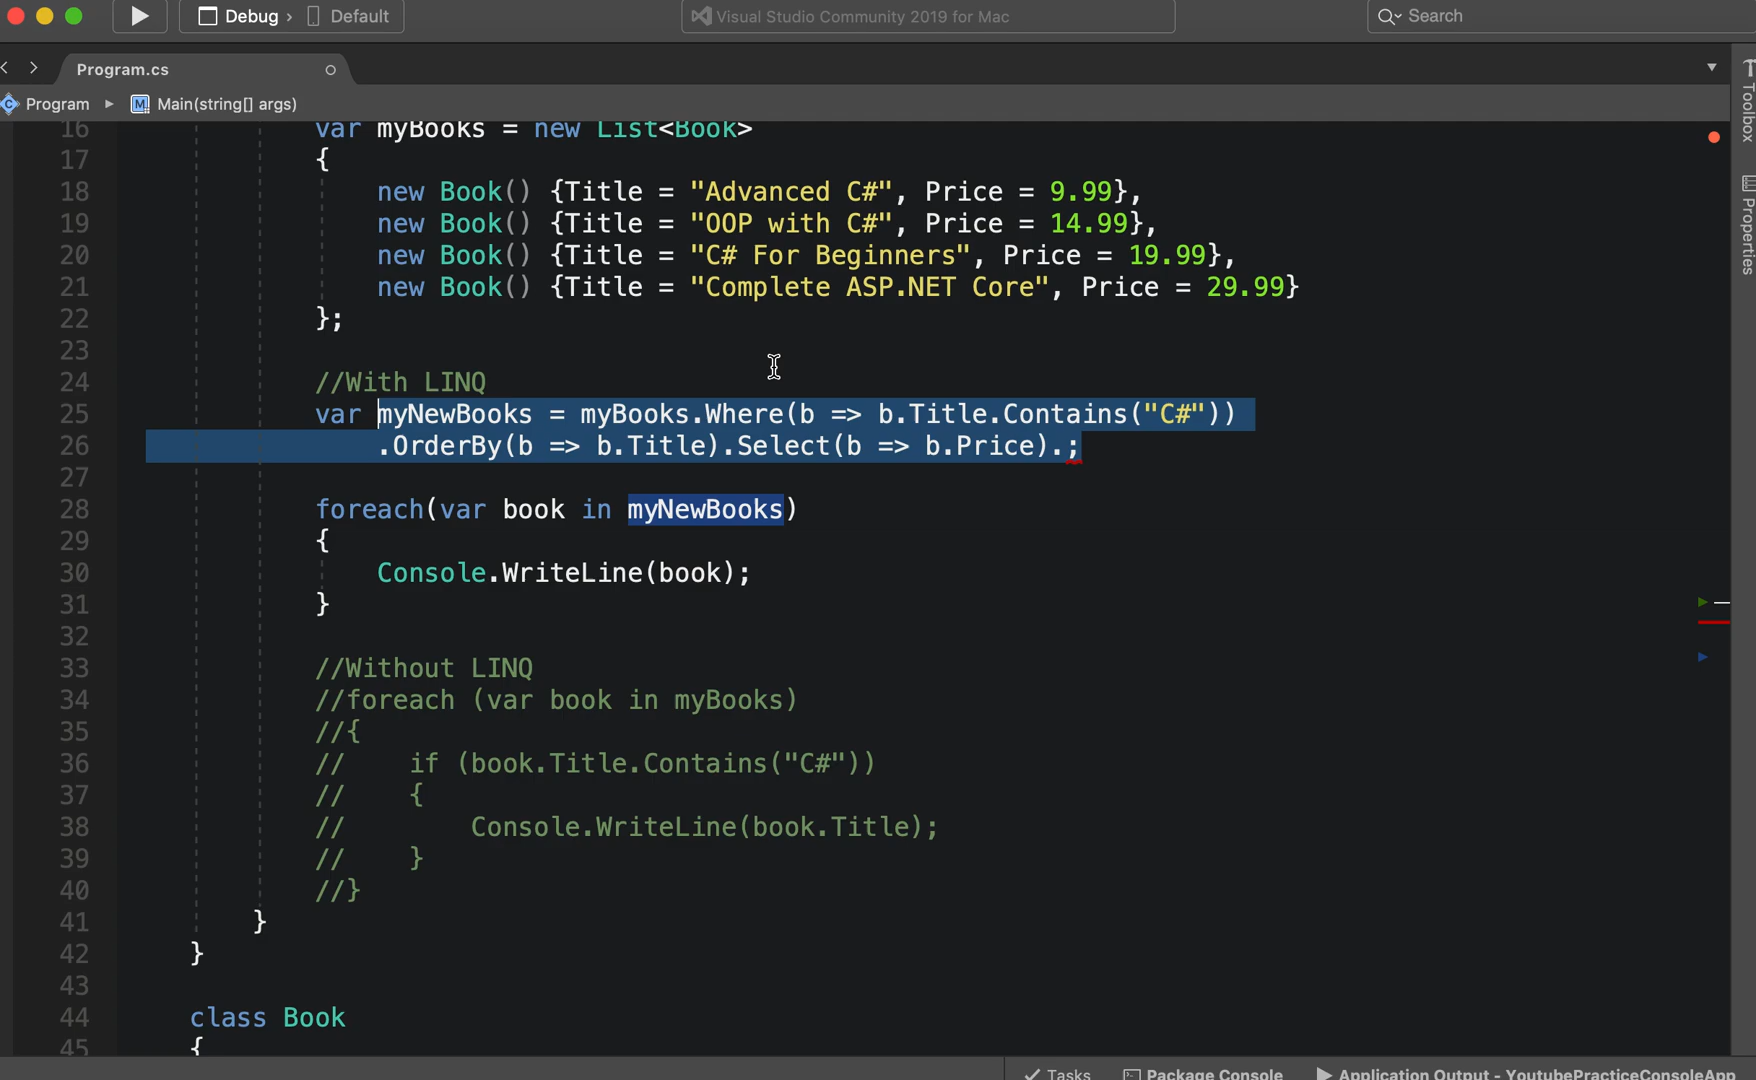 Debug › Default
Visual Studio Community 2019 for Mac
Search
Program.cs
Program ▸ M Main(string[] args)
Toolbox
Properties
16 var myBooks = new List<Book>
17 {
18 new Book() {Title = "Advanced C#", Price = 9.99},
19 new Book() {Title = "OOP with C#", Price = 14.99},
20 new Book() {Title = "C# For Beginners", Price = 19.99},
21 new Book() {Title = "Complete ASP.NET Core", Price = 29.99}
22 };
23
24 //With LINQ
25 var myNewBooks = myBooks.Where(b => b.Title.Contains("C#"))
26 .OrderBy(b => b.Title).Select(b => b.Price).;
27
28 foreach(var book in myNewBooks)
29 {
30 Console.WriteLine(book);
31 }
32
33 //Without LINQ
34 //foreach (var book in myBooks)
35 //{
36 // if (book.Title.Contains("C#"))
37 // {
38 // Console.WriteLine(book.Title);
39 // }
40 //}
41 }
42 }
43
44 class Book
45 {
Tasks
Package Console
Application Output - YoutubePracticeConsoleApp